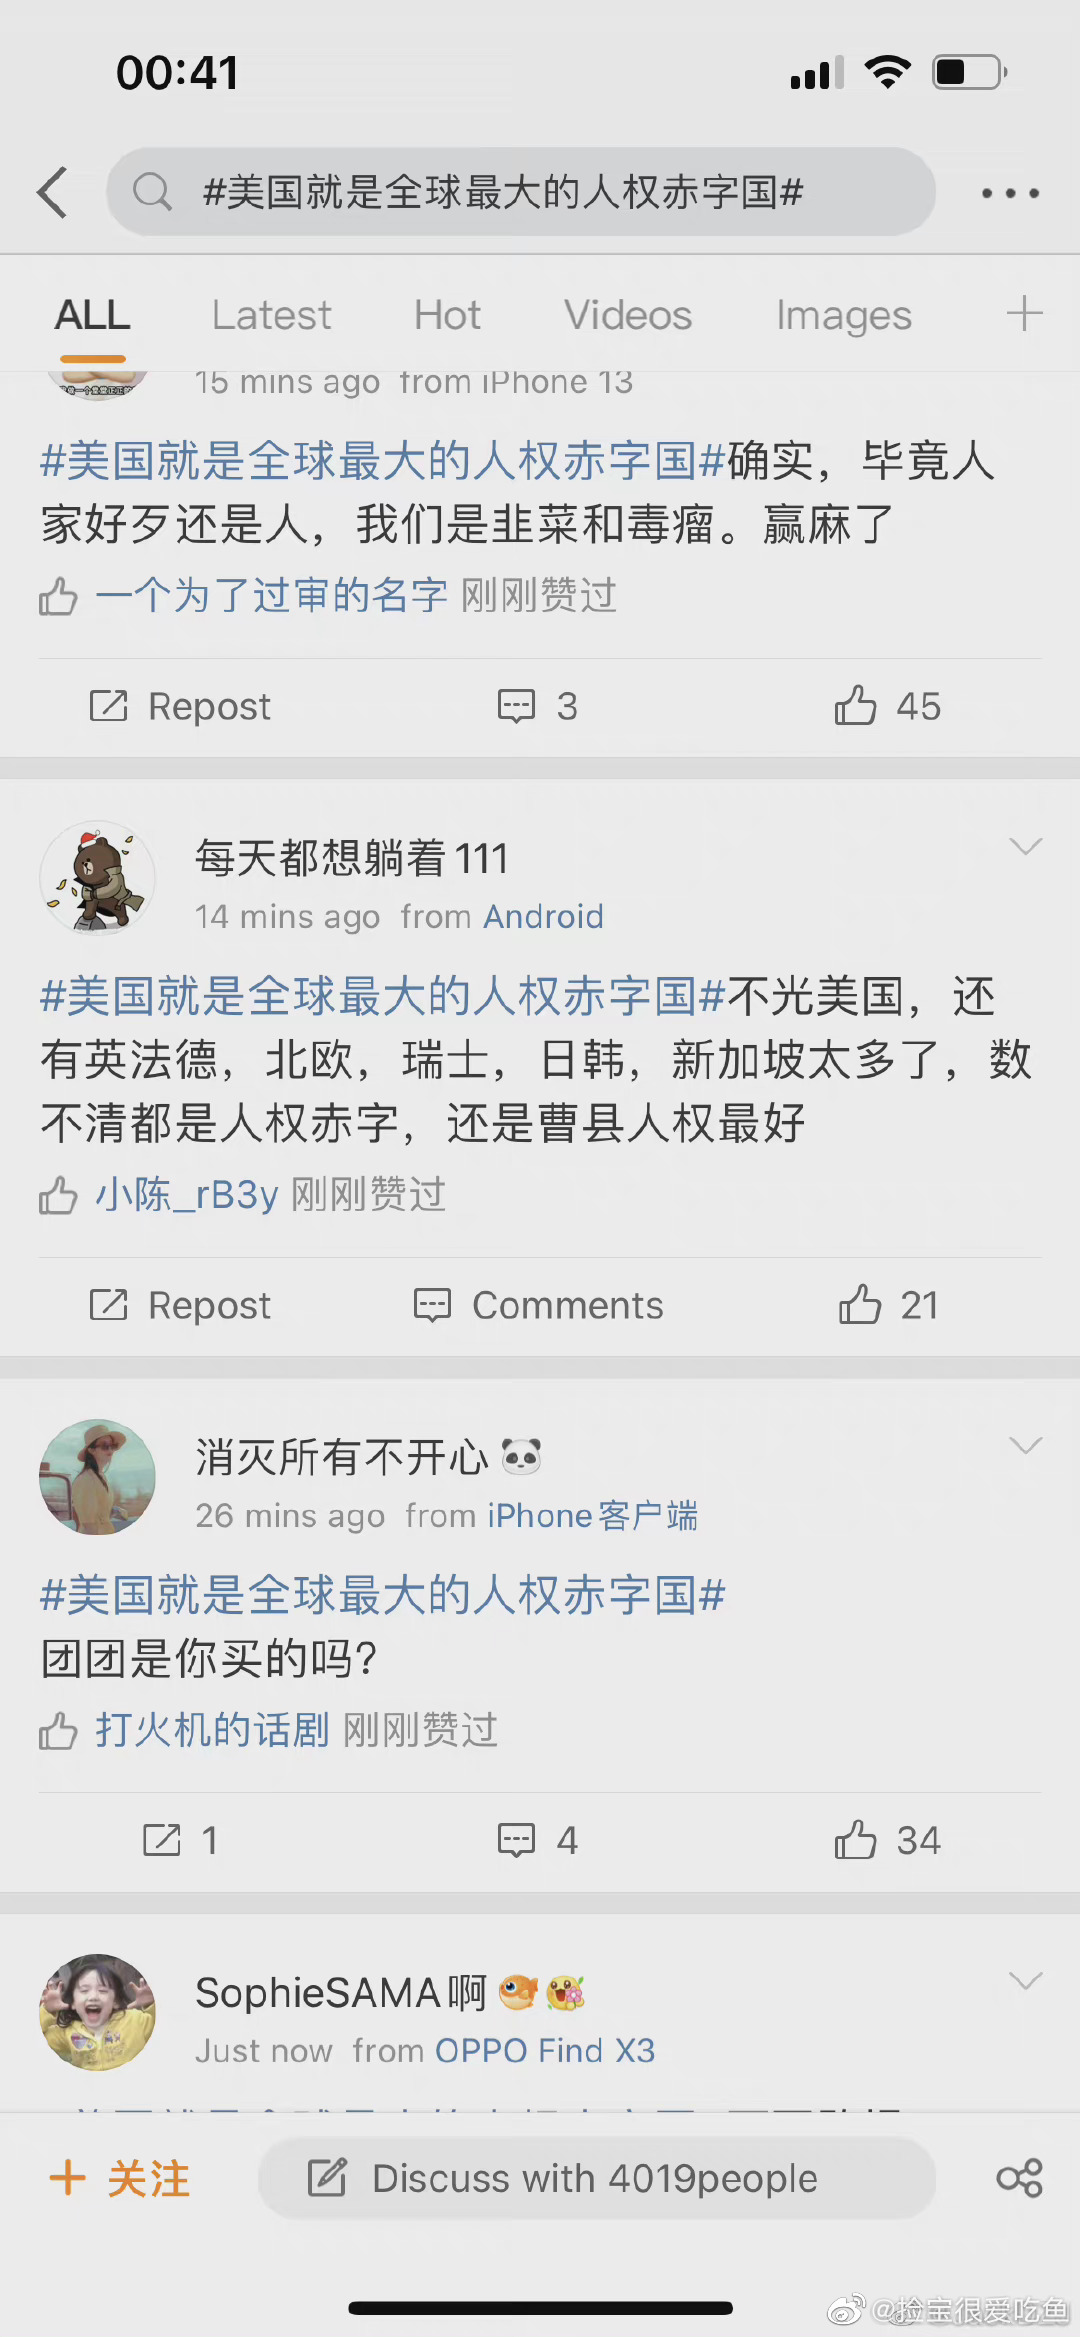 00:41
#美国就是全球最大的人权赤字国#
ALL Latest Hot Videos Images
15 mins ago from iPhone 13
#美国就是全球最大的人权赤字国#确实，毕竟人
家好歹还是人，我们是韭菜和毒瘤。赢麻了
一个为了过审的名字 刚刚赞过
Repost 3 45
每天都想躺着111
14 mins ago from Android
#美国就是全球最大的人权赤字国#不光美国，还
有英法德，北欧，瑞士，日韩，新加坡太多了，数
不清都是人权赤字，还是曹县人权最好
小陈_rB3y 刚刚赞过
Repost Comments 21
消灭所有不开心
26 mins ago from iPhone客户端
#美国就是全球最大的人权赤字国#
团团是你买的吗?
打火机的话剧 刚刚赞过
1 4 34
SophieSAMA啊
Just now from OPPO Find X3
+ 关注 Discuss with 4019people
@捡宝很爱吃鱼